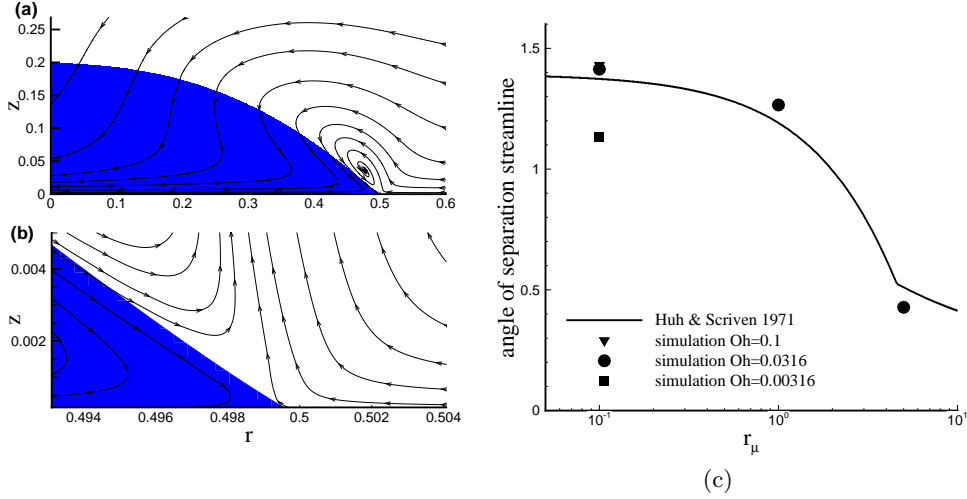 (a)
0.25
0.2
0.15
z
0.1
0.05
0
0 0.1 0.2 0.3 0.4 0.5 0.6
(b)
0.004
z
0.002
0.494 0.496 0.498 0.5 0.502 0.504
r
1.5
1
angle of separation streamline
0.5
0
Huh & Scriven 1971
simulation Oh=0.1
simulation Oh=0.0316
simulation Oh=0.00316
10⁻¹ 10⁰ 10¹
rμ
(c)